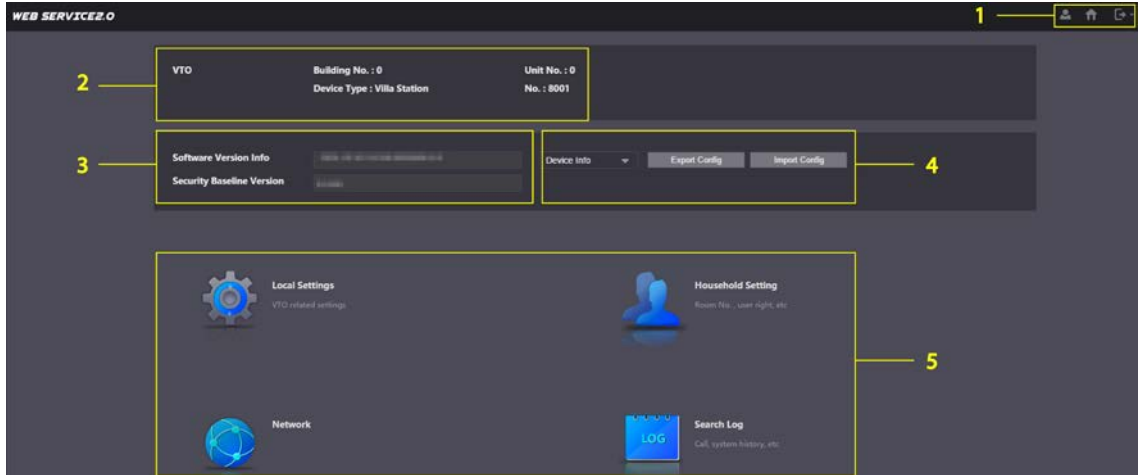 WEB SERVICE2.0
1
2
VTO
Building No. : 0
Unit No. : 0
Device Type : Villa Station
No. : 8001
3
Software Version Info
Security Baseline Version
Device Info
Export Config
Import Config
4
Local Settings
VTO related settings
Household Setting
Room No. , user right, etc
5
Network
LOG
Search Log
Call, system history, etc.